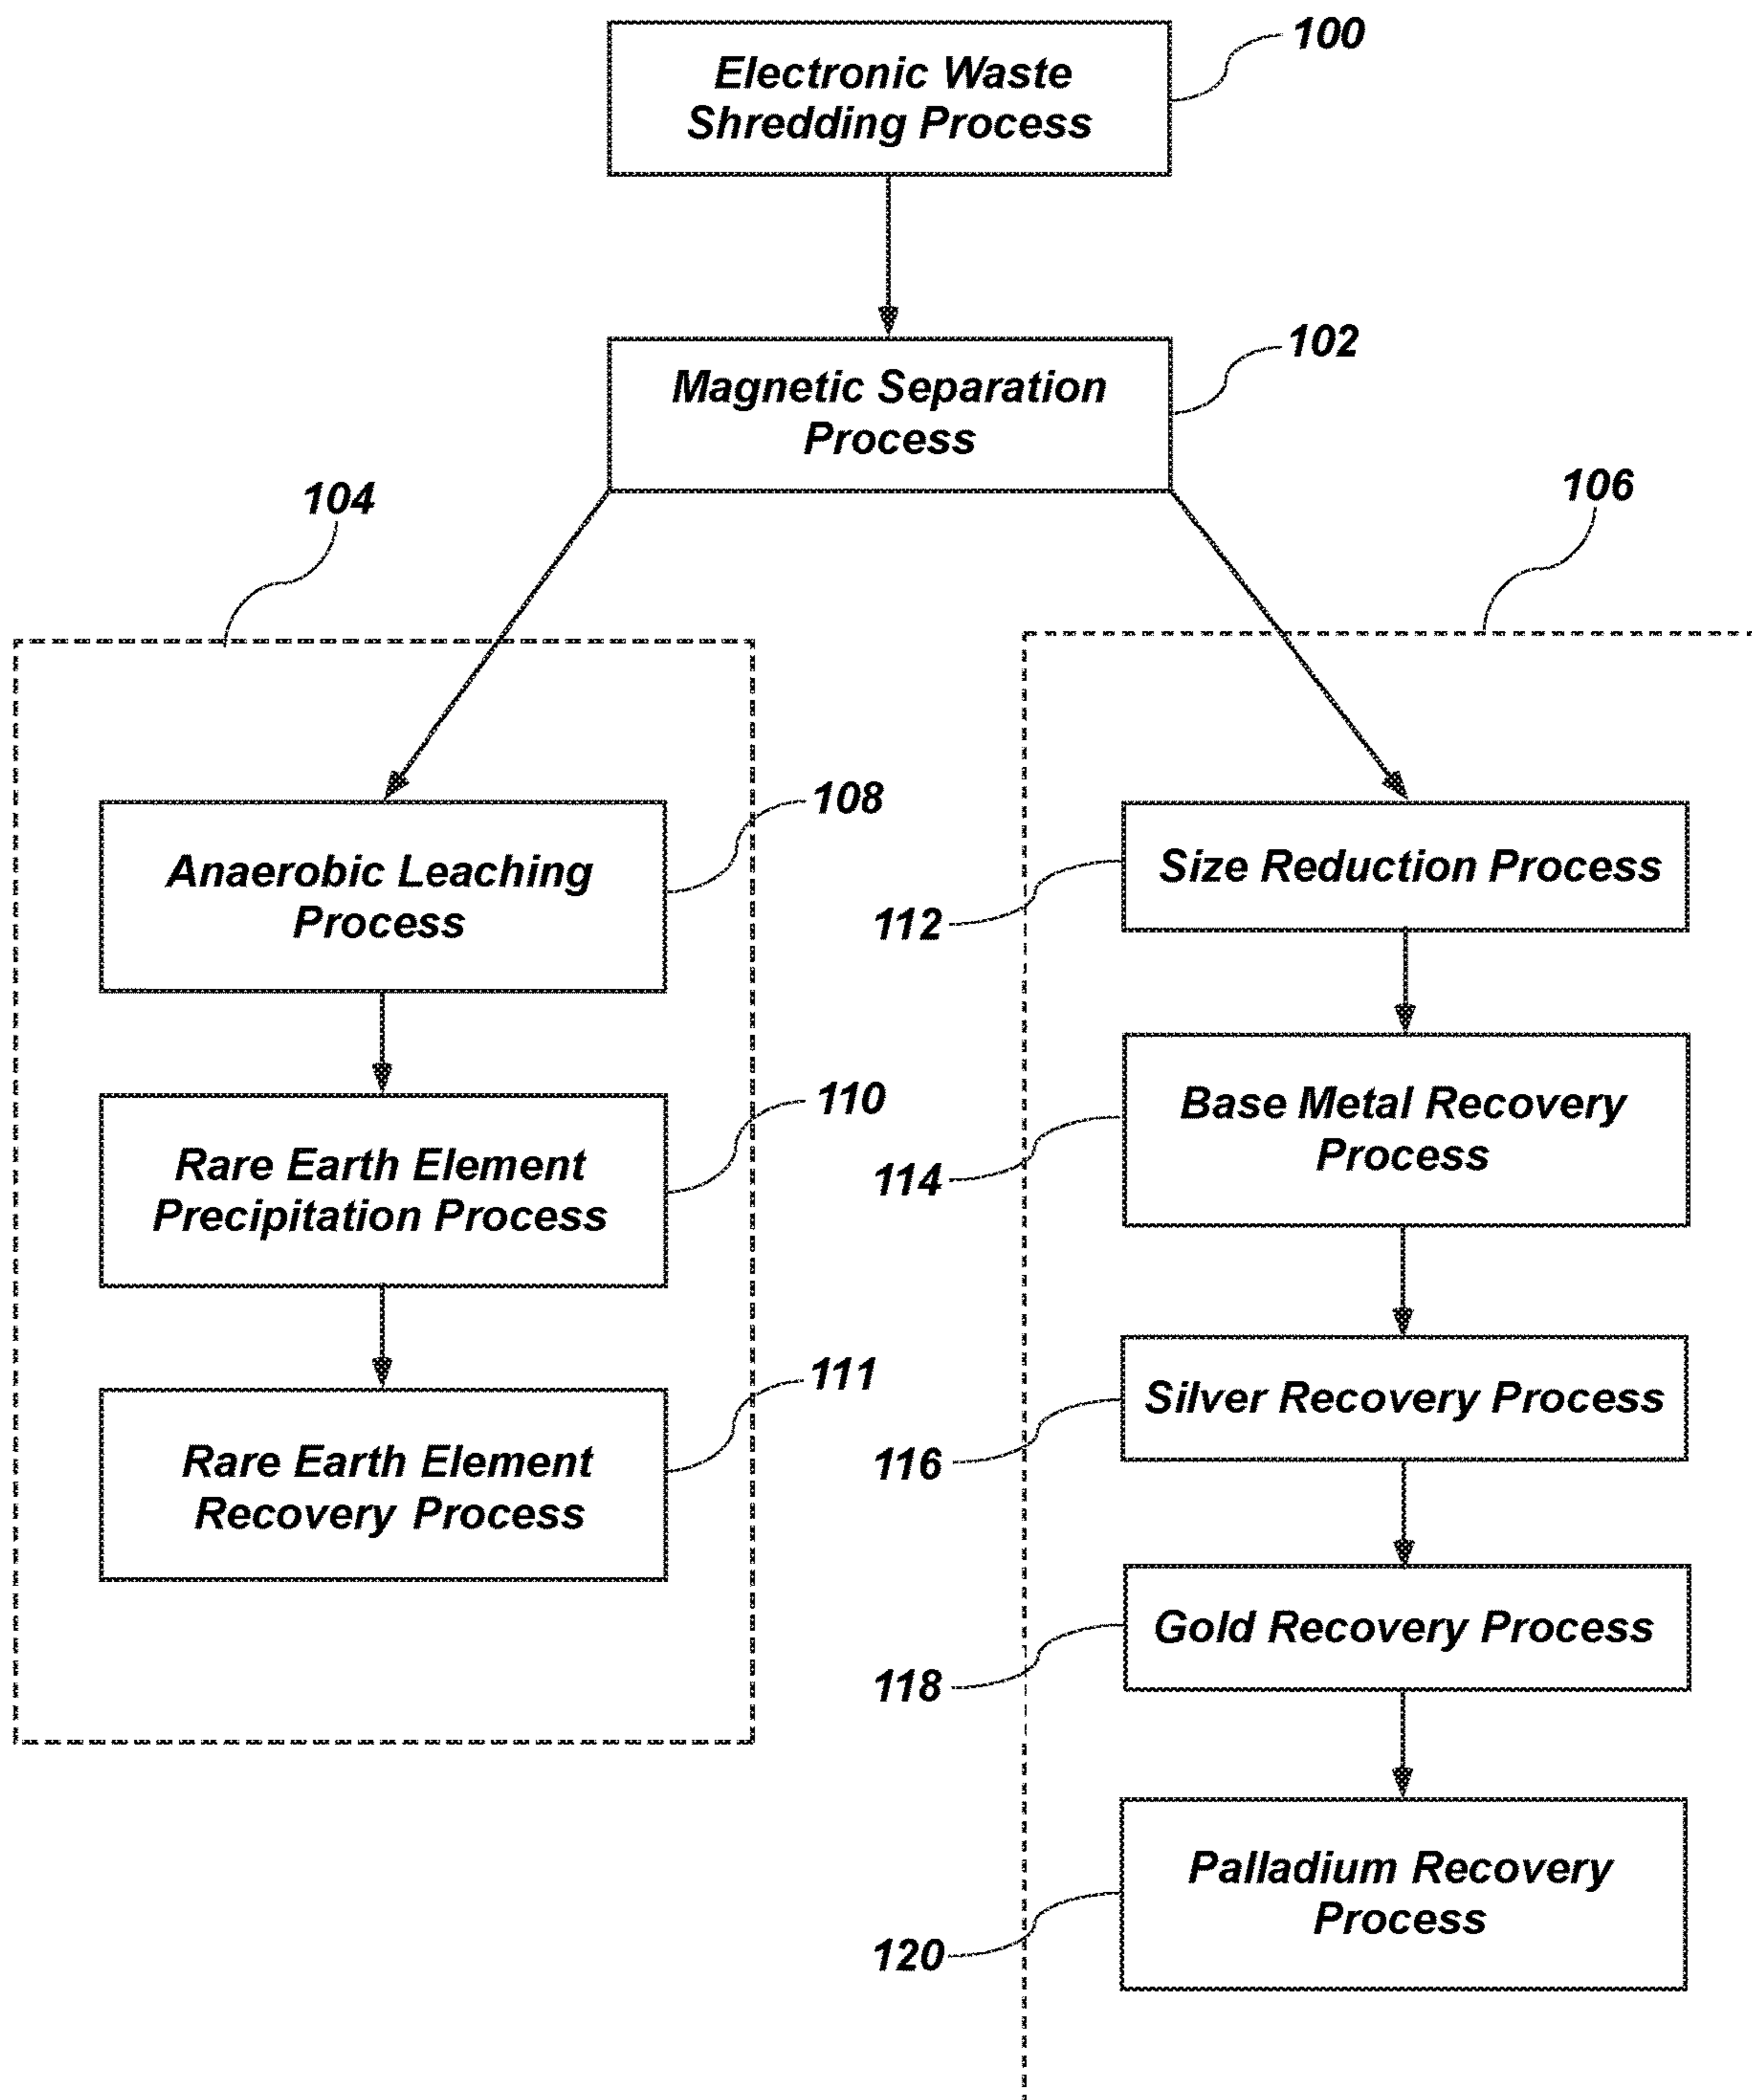 100
Electronic Waste
Shredding Process
102
Magnetic Separation
Process
104
106
108
Anaerobic Leaching
Process
110
Rare Earth Element
Precipitation Process
111
Rare Earth Element
Recovery Process
112
Size Reduction Process
114
Base Metal Recovery
Process
116
Silver Recovery Process
118
Gold Recovery Process
120
Palladium Recovery
Process